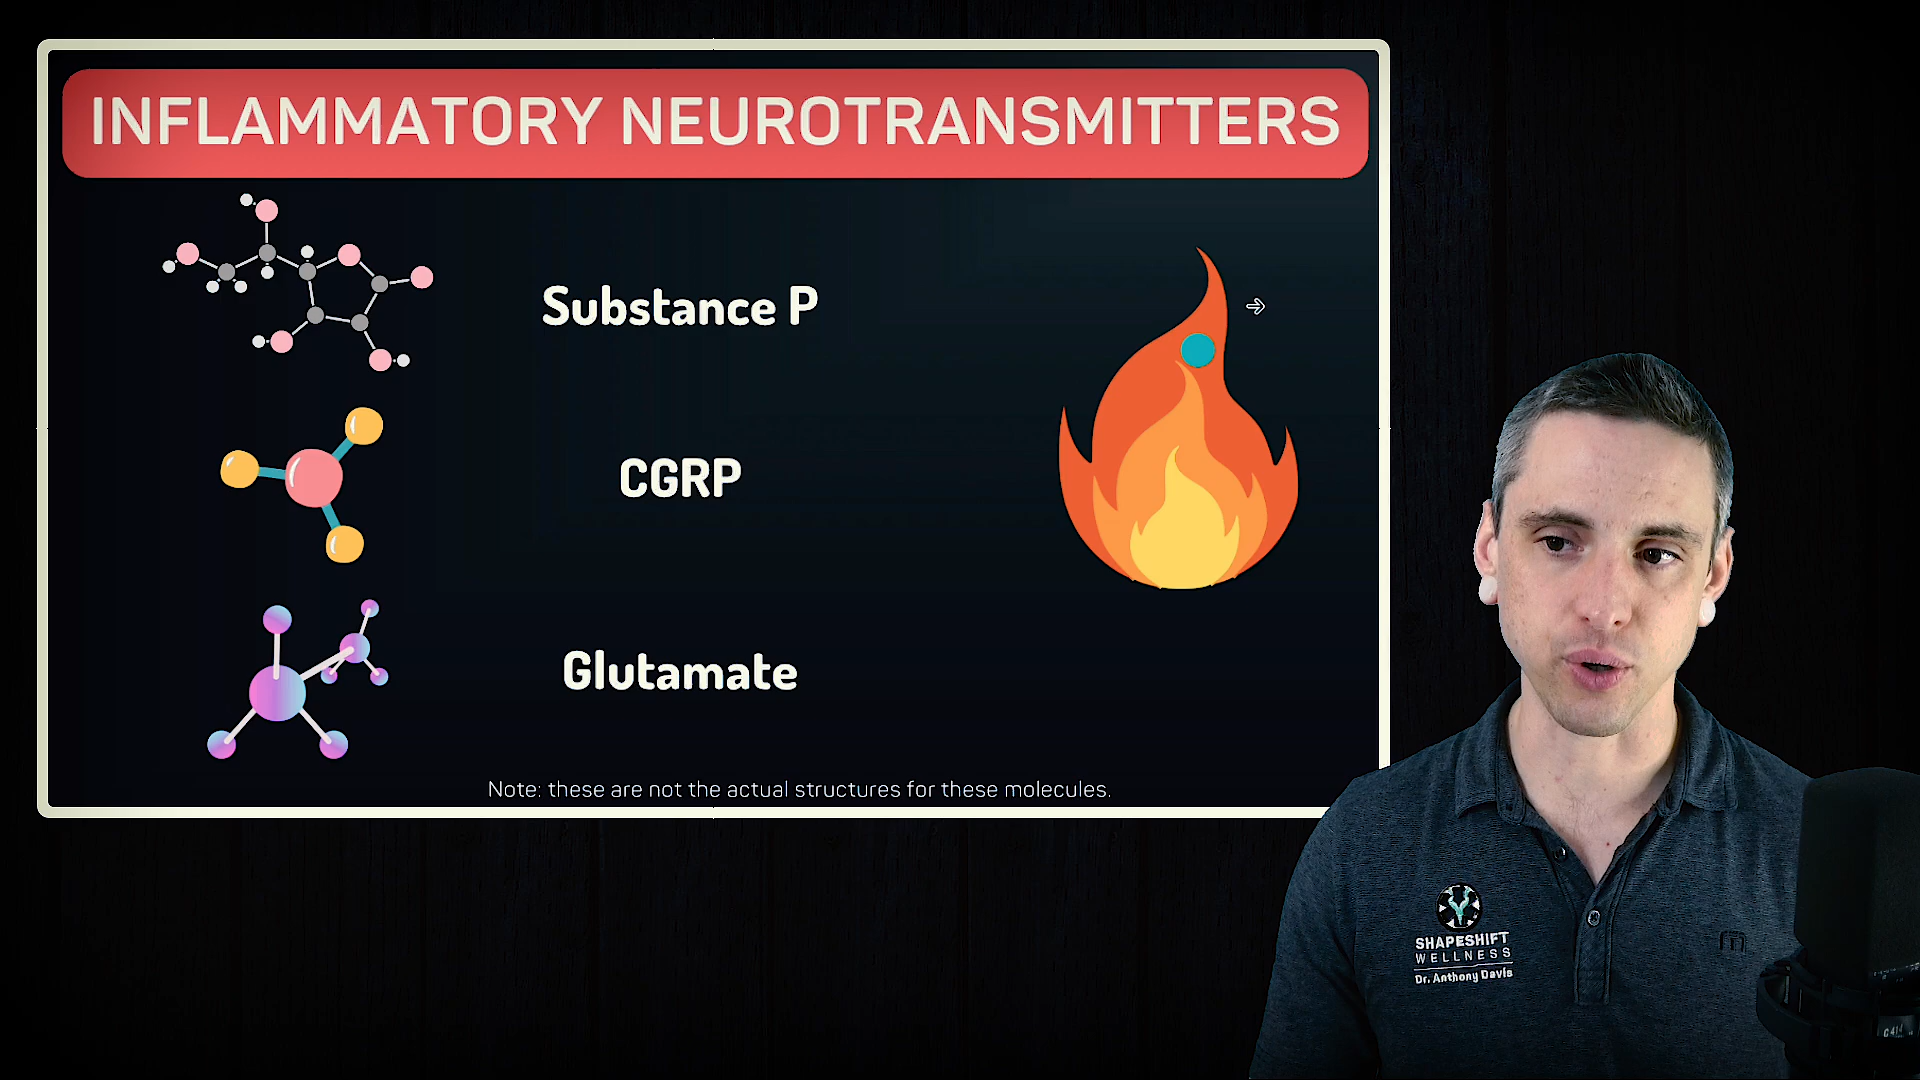 INFLAMMATORY NEUROTRANSMITTERS
Substance P
CGRP
Glutamate
Note: these are not the actual structures for these molecules.
SHAPESHIFT
WELLNESS
Dr. Anthony Davis